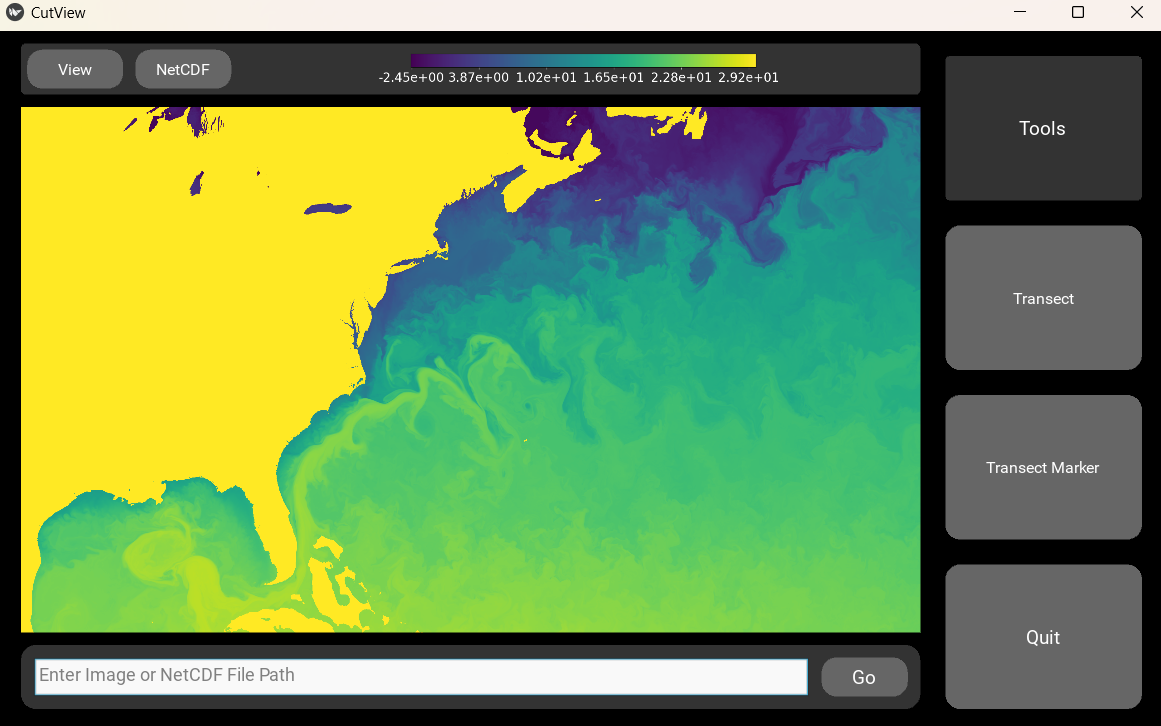 CutView
View
NetCDF
-2.45e+00 3.87e+00 1.02e+01 1.65e+01 2.28e+01 2.92e+01
Tools
Transect
Transect Marker
Quit
Enter Image or NetCDF File Path
Go